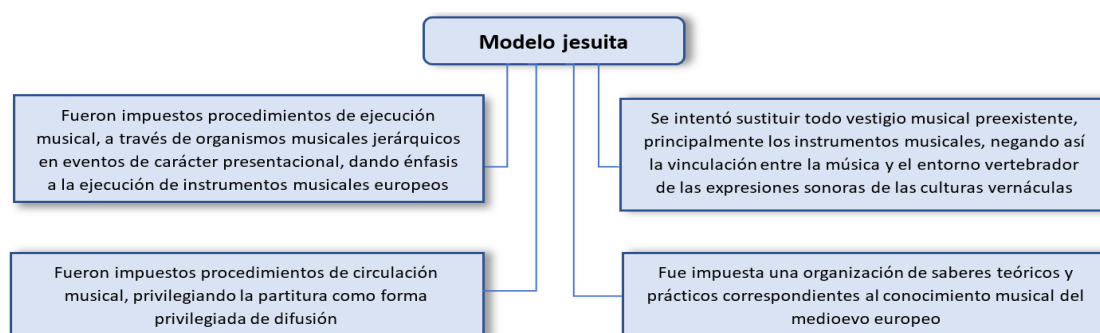 Modelo jesuita
Fueron impuestos procedimientos de ejecución
musical, a través de organismos musicales jerárquicos
en eventos de carácter presentacional, dando énfasis
a la ejecución de instrumentos musicales europeos
Se intentó sustituir todo vestigio musical preexistente,
principalmente los instrumentos musicales, negando así
la vinculación entre la música y el entorno vertebrador
de las expresiones sonoras de las culturas vernáculas
Fueron impuestos procedimientos de circulación
musical, privilegiando la partitura como forma
privilegiada de difusión
Fue impuesta una organización de saberes teóricos y
prácticos correspondientes al conocimiento musical del
medioevo europeo